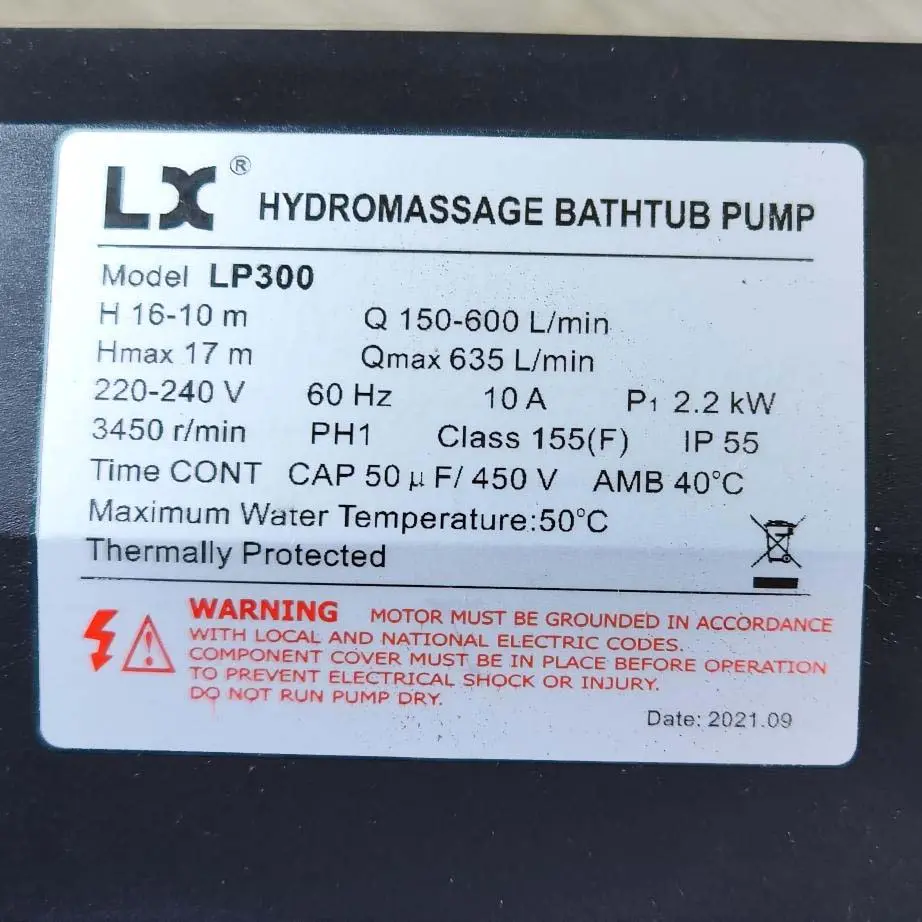 LX® HYDROMASSAGE BATHTUB PUMP
Model LP300
H 16-10 m Q 150-600 L/min
Hmax 17 m Qmax 635 L/min
220-240 V 60 Hz 10 A P1 2.2 kW
3450 r/min PH1 Class 155(F) IP 55
Time CONT CAP 50 μF/ 450 V AMB 40°C
Maximum Water Temperature:50°C
Thermally Protected
WARNING MOTOR MUST BE GROUNDED IN ACCORDANCE
WITH LOCAL AND NATIONAL ELECTRIC CODES.
COMPONENT COVER MUST BE IN PLACE BEFORE OPERATION
TO PREVENT ELECTRICAL SHOCK OR INJURY.
DO NOT RUN PUMP DRY.
Date: 2021.09